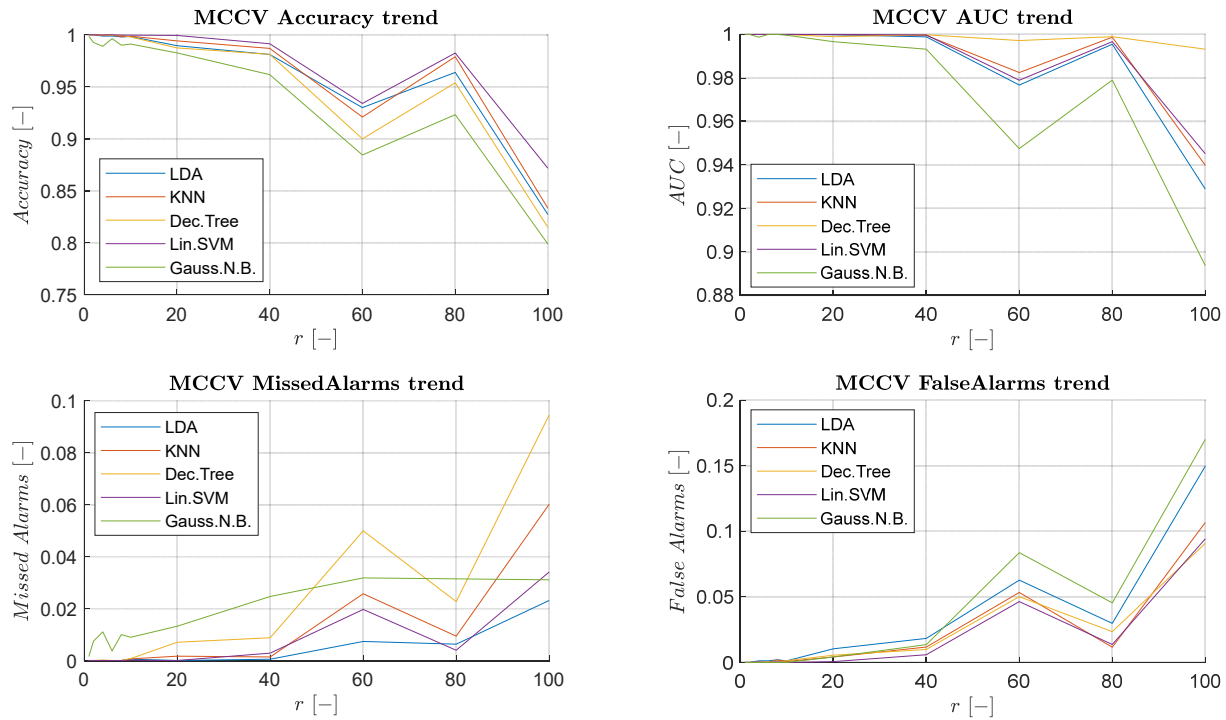 MCCV Accuracy trend
1
0.95
0.9
0.85
0.8
0.75
Accuracy [−]
LDA
KNN
Dec.Tree
Lin.SVM
Gauss.N.B.
0 20 40 60 80 100
r [−]
MCCV AUC trend
1
0.98
0.96
0.94
0.92
0.9
0.88
AUC [−]
LDA
KNN
Dec.Tree
Lin.SVM
Gauss.N.B.
0 20 40 60 80 100
r [−]
MCCV MissedAlarms trend
0.1
0.08
0.06
0.04
0.02
0
Missed Alarms [−]
LDA
KNN
Dec.Tree
Lin.SVM
Gauss.N.B.
0 20 40 60 80 100
r [−]
MCCV FalseAlarms trend
0.2
0.15
0.1
0.05
0
False Alarms [−]
LDA
KNN
Dec.Tree
Lin.SVM
Gauss.N.B.
0 20 40 60 80 100
r [−]